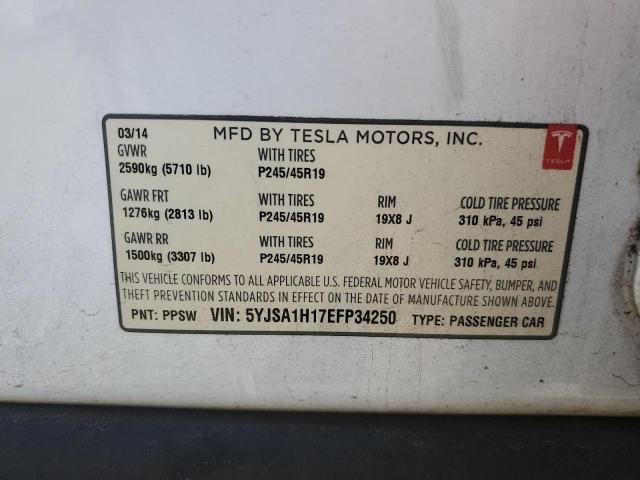 03/14 MFD BY TESLA MOTORS, INC.
GVWR WITH TIRES
2590kg (5710 lb) P245/45R19
TESLA
GAWR FRT WITH TIRES RIM COLD TIRE PRESSURE
1276kg (2813 lb) P245/45R19 19X8 J 310 kPa, 45 psi
GAWR RR WITH TIRES RIM COLD TIRE PRESSURE
1500kg (3307 lb) P245/45R19 19X8 J 310 kPa, 45 psi
THIS VEHICLE CONFORMS TO ALL APPLICABLE U.S. FEDERAL MOTOR VEHICLE SAFETY, BUMPER, AND
THEFT PREVENTION STANDARDS IN EFFECT ON THE DATE OF MANUFACTURE SHOWN ABOVE.
PNT: PPSW VIN: 5YJSA1H17EFP34250 TYPE: PASSENGER CAR